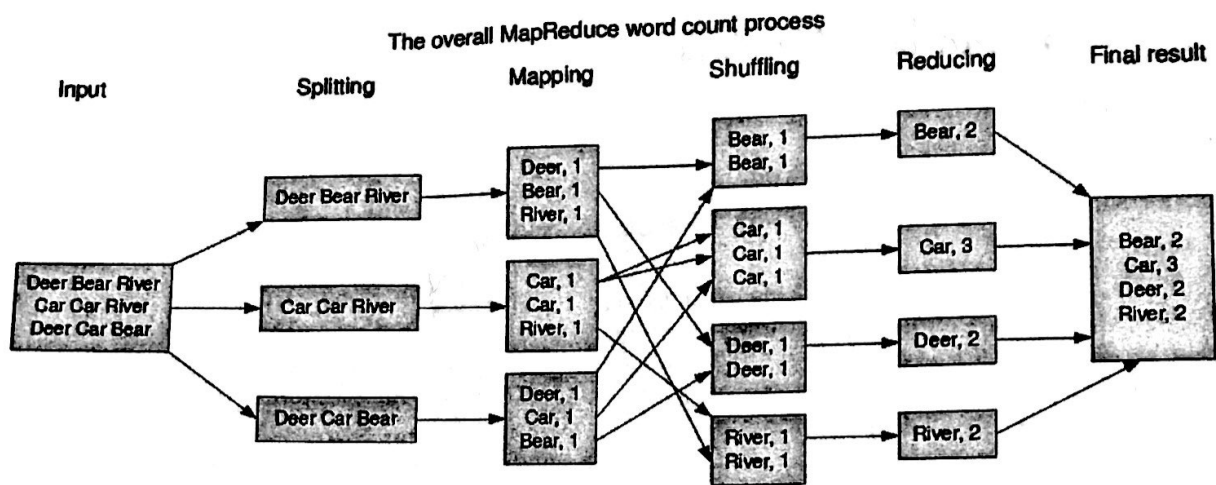 The overall MapReduce word count process
Input
Splitting
Mapping
Shuffling
Reducing
Final result
Deer Bear River
Car Car River
Deer Car Bear
Deer Bear River
Car Car River
Deer Car Bear
Deer, 1
Bear, 1
River, 1
Car, 1
Car, 1
River, 1
Deer, 1
Car, 1
Bear, 1
Bear, 1
Bear, 1
Car, 1
Car, 1
Car, 1
Deer, 1
Deer, 1
River, 1
River, 1
Bear, 2
Car, 3
Deer, 2
River, 2
Bear, 2
Car, 3
Deer, 2
River, 2